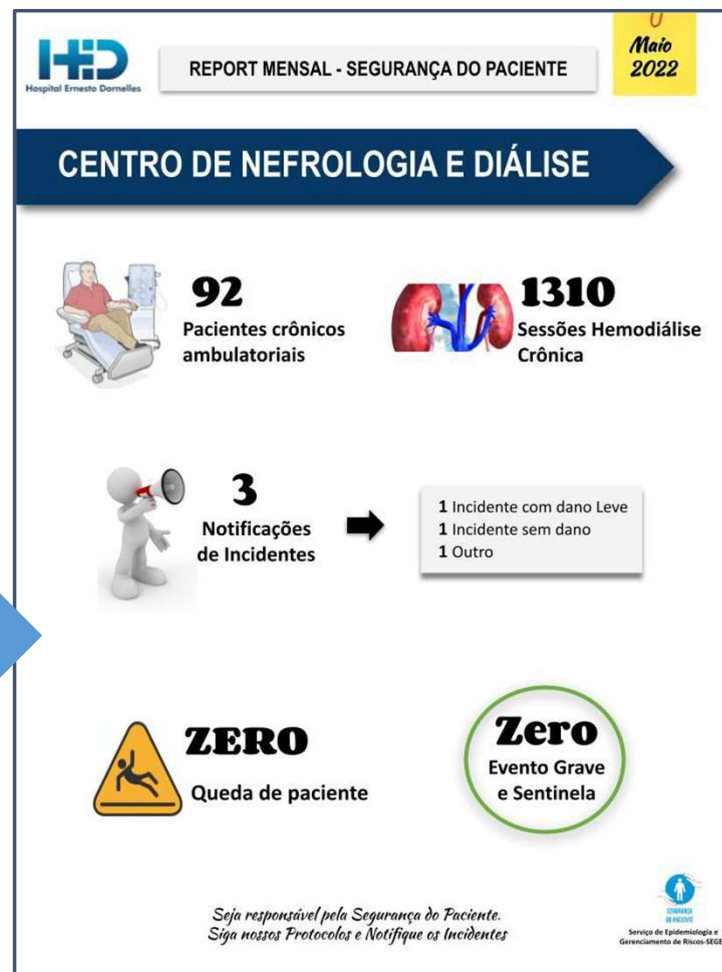 HED
Hospital Ernesto Dornelles
REPORT MENSAL - SEGURANÇA DO PACIENTE
Maio
2022
CENTRO DE NEFROLOGIA E DIÁLISE
92
Pacientes crônicos
ambulatoriais
1310
Sessões Hemodiálise
Crônica
3
Notificações
de Incidentes
1 Incidente com dano Leve
1 Incidente sem dano
1 Outro
ZERO
Queda de paciente
Zero
Evento Grave
e Sentinela
Seja responsável pela Segurança do Paciente.
Siga nossos Protocolos e Notifique os Incidentes
SEGURANÇA
DO PACIENTE
Serviço de Epidemiologia e
Gerenciamento de Riscos-SEGER